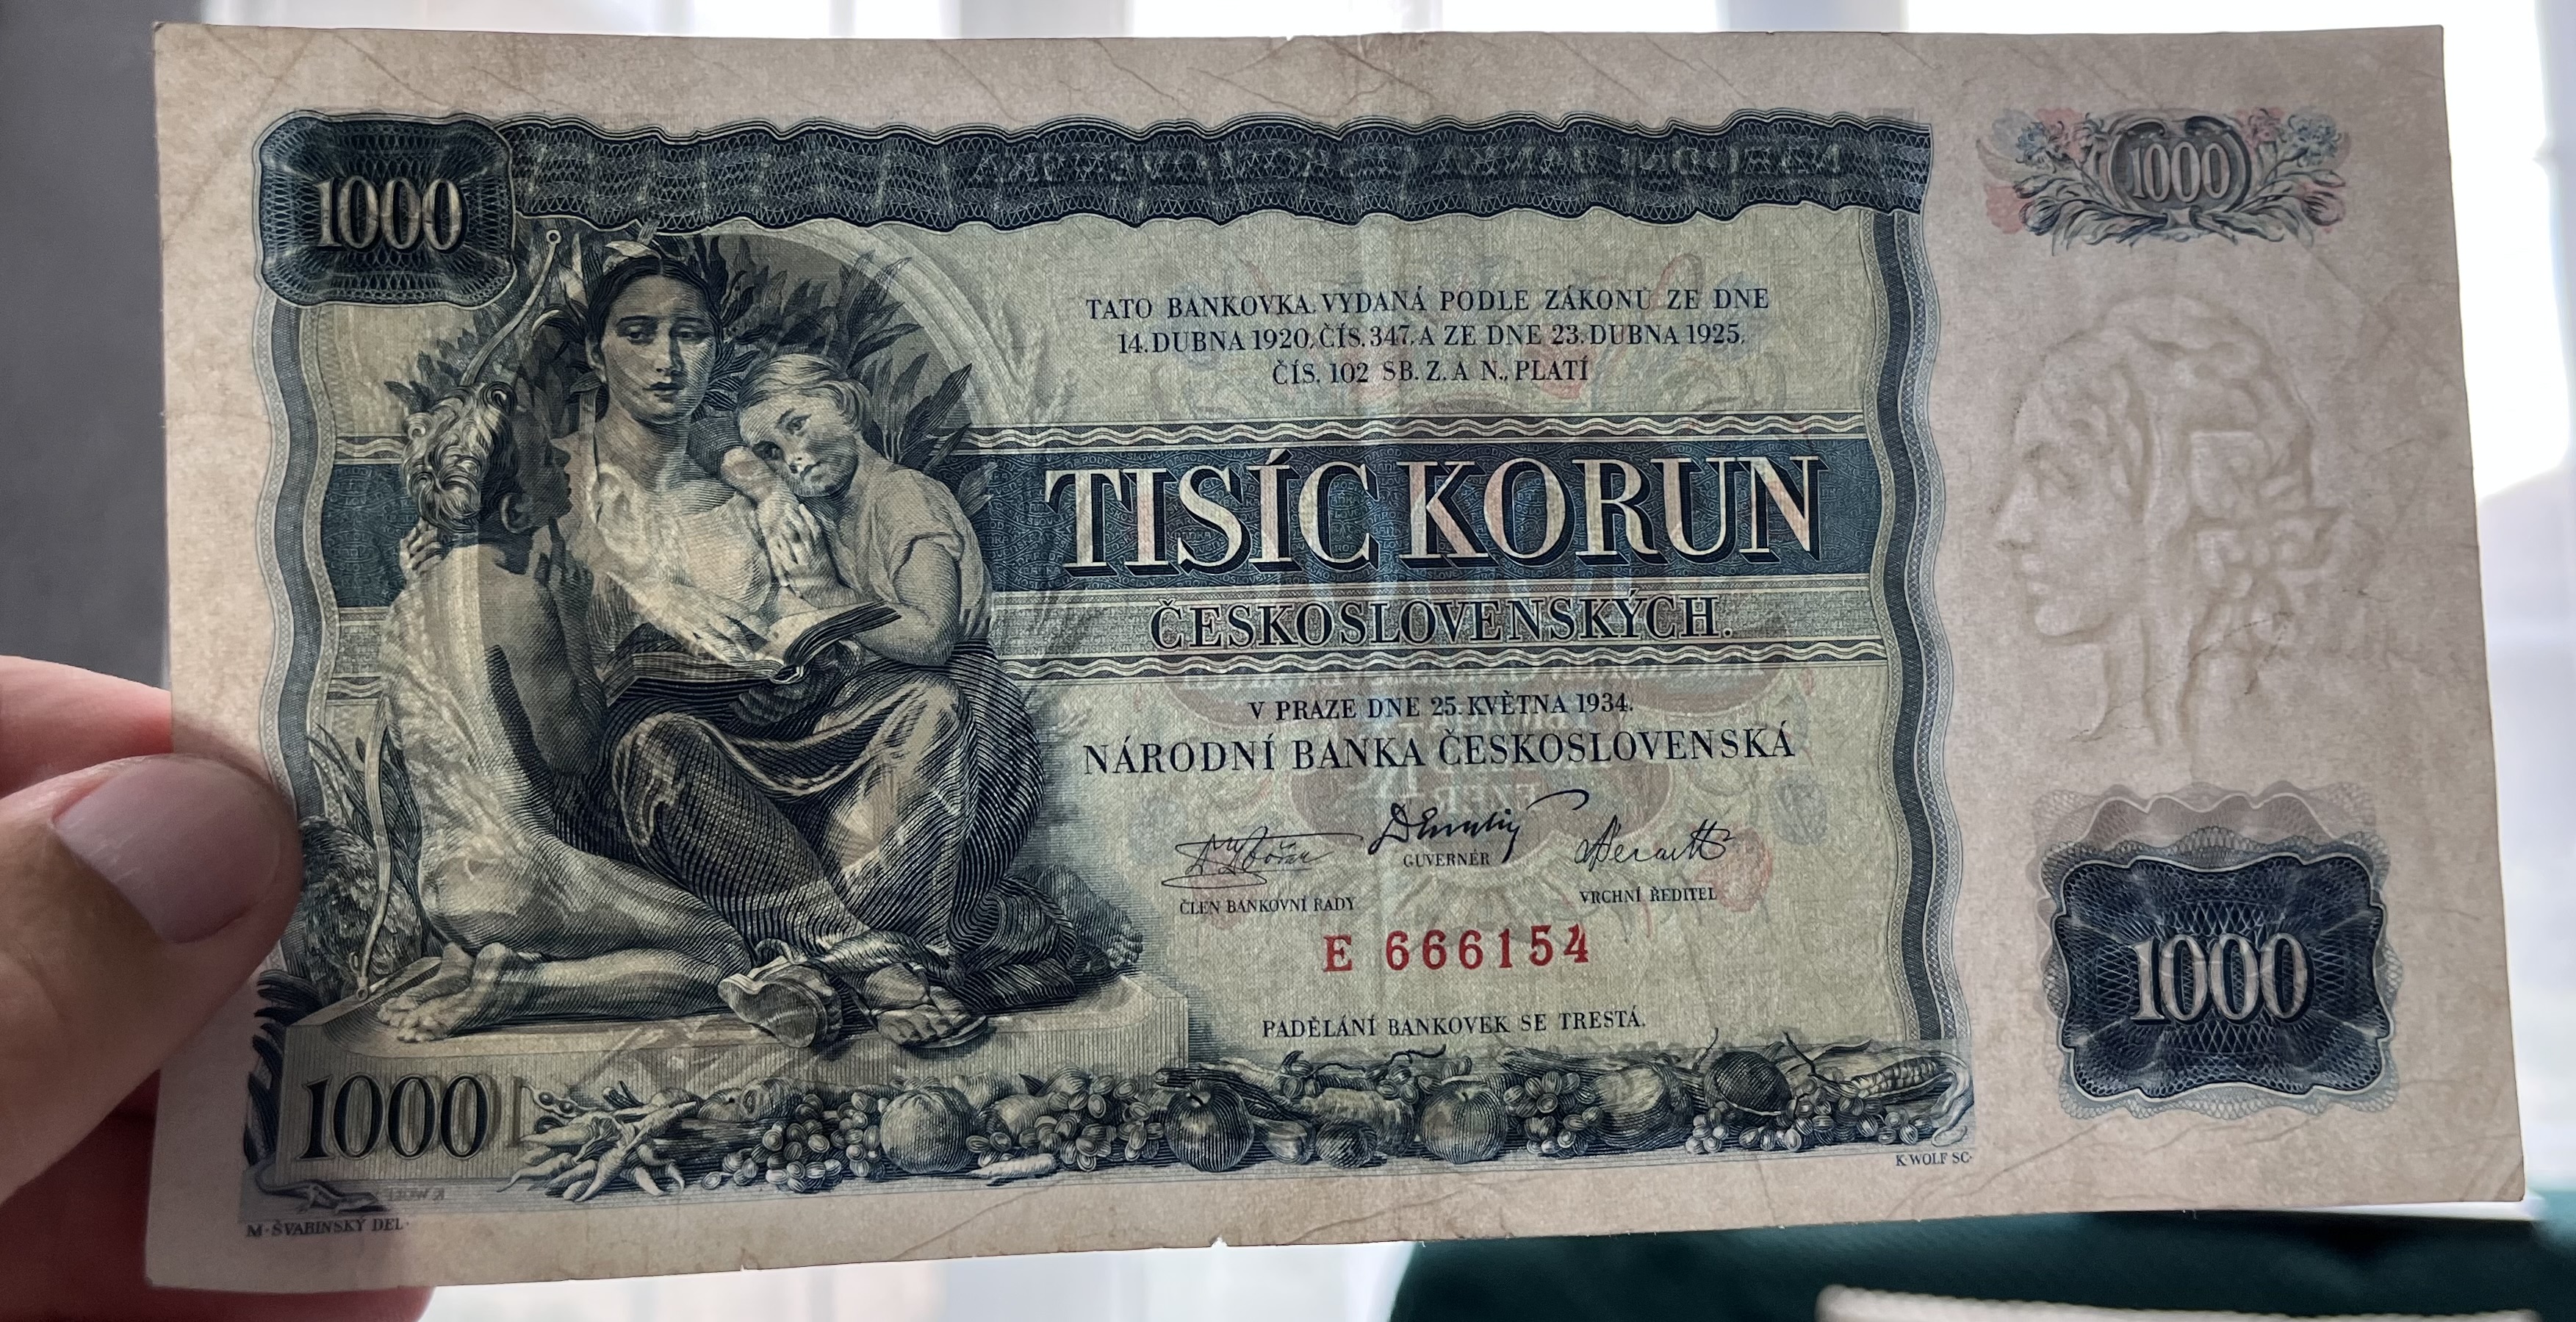 1000
1000
TATO BANKOVKA, VYDANÁ PODLE ZÁKONŮ ZE DNE
14. DUBNA 1920, ČÍS. 347, A ZE DNE 23. DUBNA 1925,
ČÍS. 102 SB. Z. A N., PLATÍ
TISÍC KORUN
ČESKOSLOVENSKÝCH.
V PRAZE DNE 25. KVĚTNA 1934.
NÁRODNÍ BANKA ČESKOSLOVENSKÁ
GUVERNÉR
ČLEN BANKOVNÍ RADY
VRCHNÍ ŘEDITEL
E 666154
1000
PADĚLÁNÍ BANKOVEK SE TRESTÁ.
1000
K. WOLF SC.
M. ŠVABINSKÝ DEL.